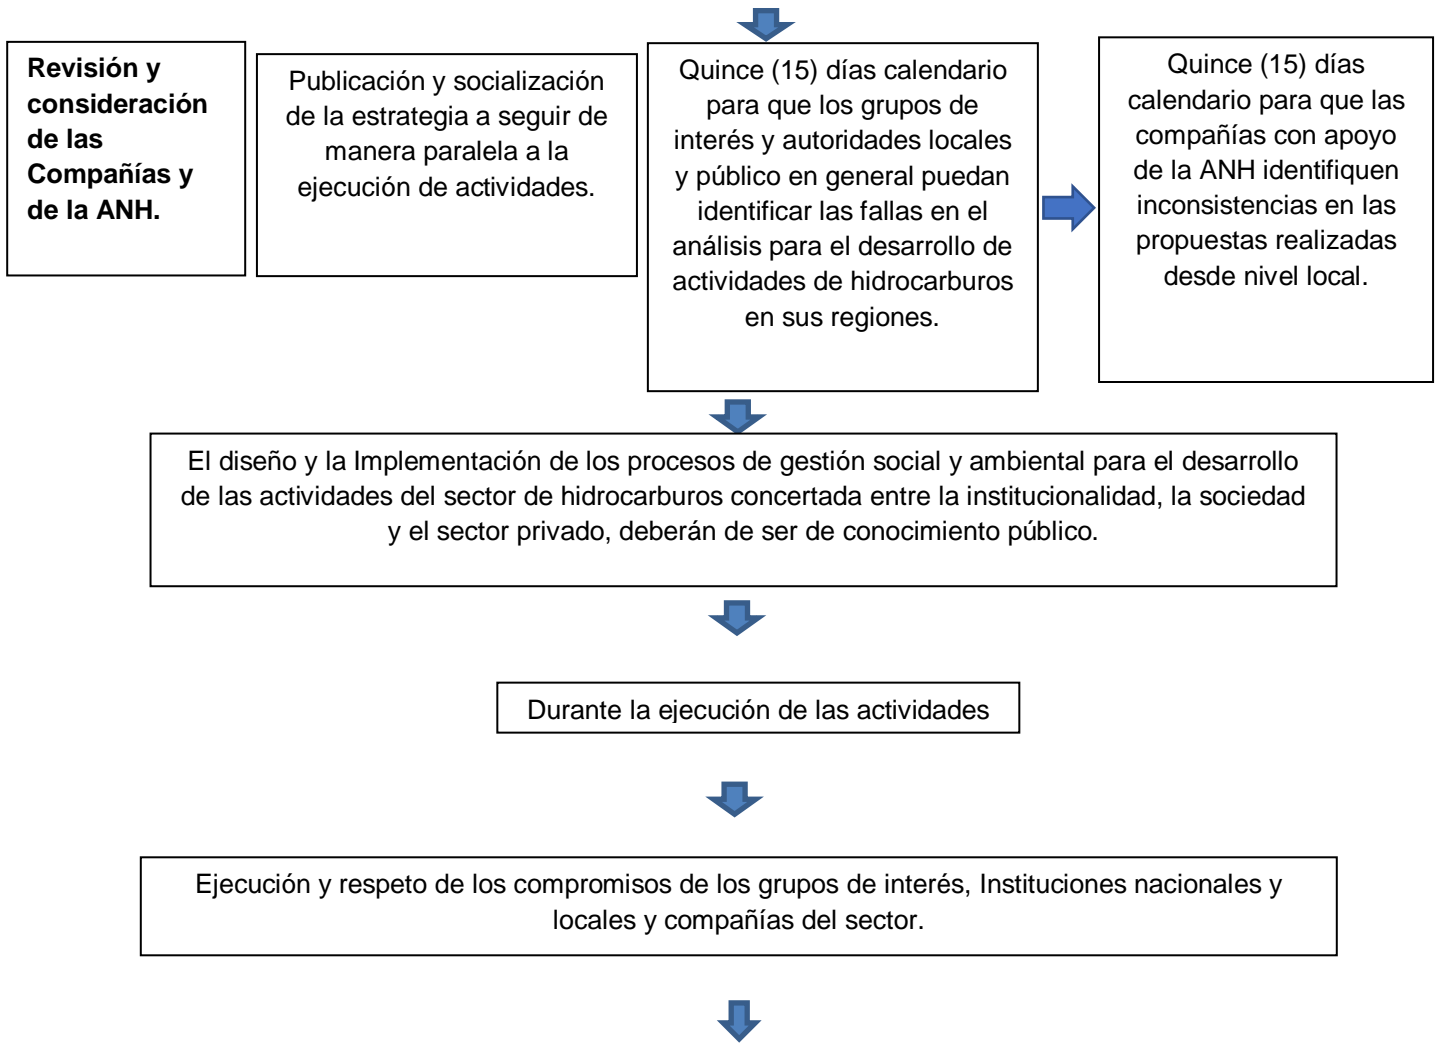 Revisión y
consideración
de las
Compañías y
de la ANH.
Publicación y socialización
de la estrategia a seguir de
manera paralela a la
ejecución de actividades.
Quince (15) días calendario
para que los grupos de
interés y autoridades locales
y público en general puedan
identificar las fallas en el
análisis para el desarrollo de
actividades de hidrocarburos
en sus regiones.
Quince (15) días
calendario para que las
compañías con apoyo
de la ANH identifiquen
inconsistencias en las
propuestas realizadas
desde nivel local.
El diseño y la Implementación de los procesos de gestión social y ambiental para el desarrollo
de las actividades del sector de hidrocarburos concertada entre la institucionalidad, la sociedad
y el sector privado, deberán de ser de conocimiento público.
Durante la ejecución de las actividades
Ejecución y respeto de los compromisos de los grupos de interés, Instituciones nacionales y
locales y compañías del sector.